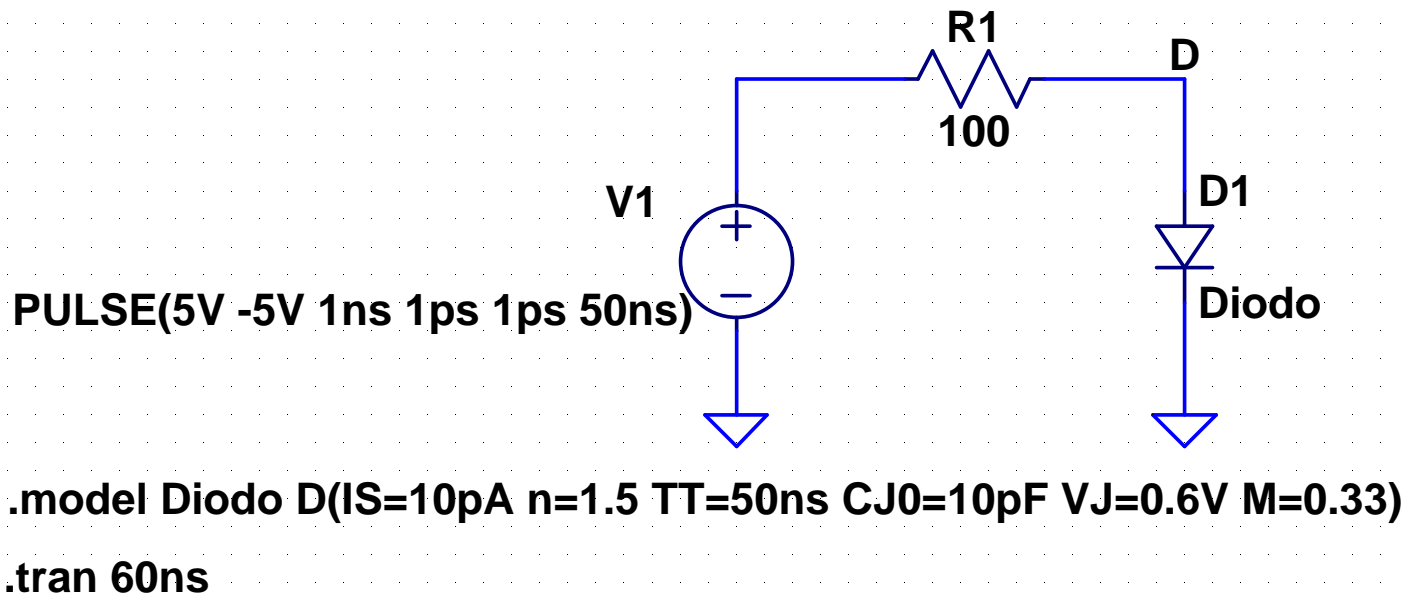 R1
D
100
D1
V1
PULSE(5V -5V 1ns 1ps 1ps 50ns)
Diodo
.model Diodo D(IS=10pA n=1.5 TT=50ns CJ0=10pF VJ=0.6V M=0.33)
.tran 60ns